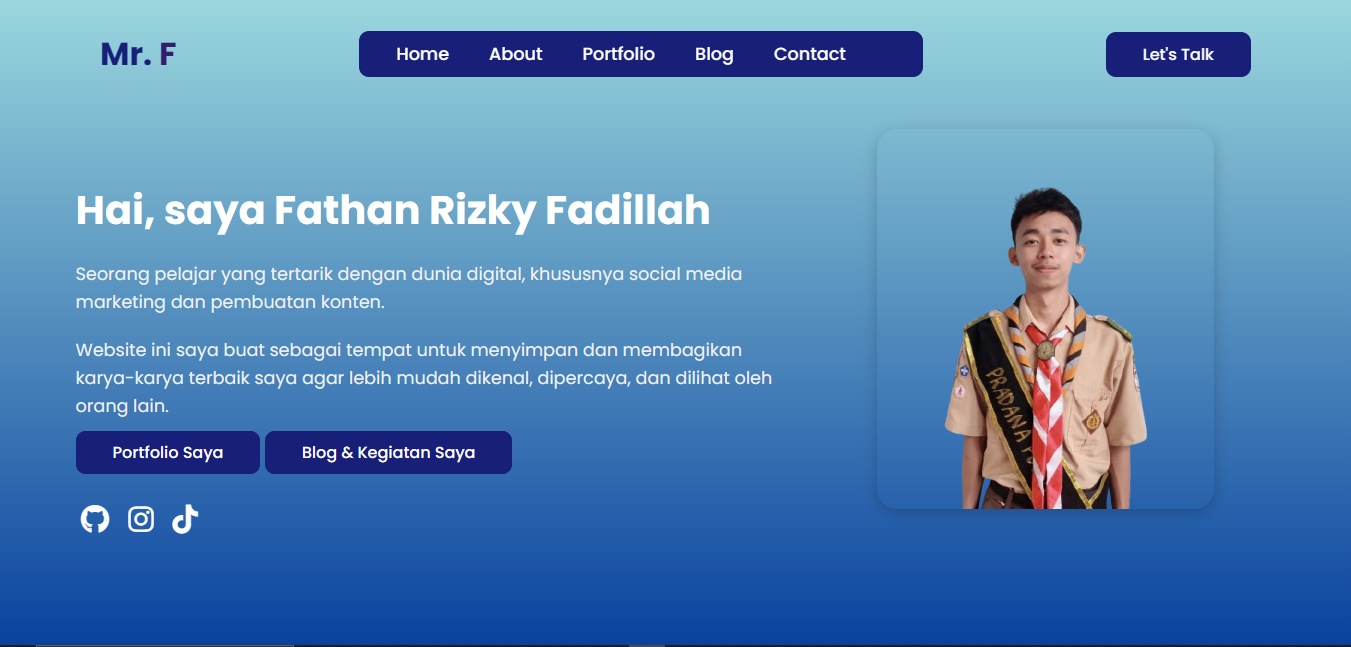 Mr. F
Home About Portfolio Blog Contact
Let's Talk
Hai, saya Fathan Rizky Fadillah
Seorang pelajar yang tertarik dengan dunia digital, khususnya social media
marketing dan pembuatan konten.
Website ini saya buat sebagai tempat untuk menyimpan dan membagikan
karya-karya terbaik saya agar lebih mudah dikenal, dipercaya, dan dilihat oleh
orang lain.
Portfolio Saya
Blog & Kegiatan Saya
PRADANA